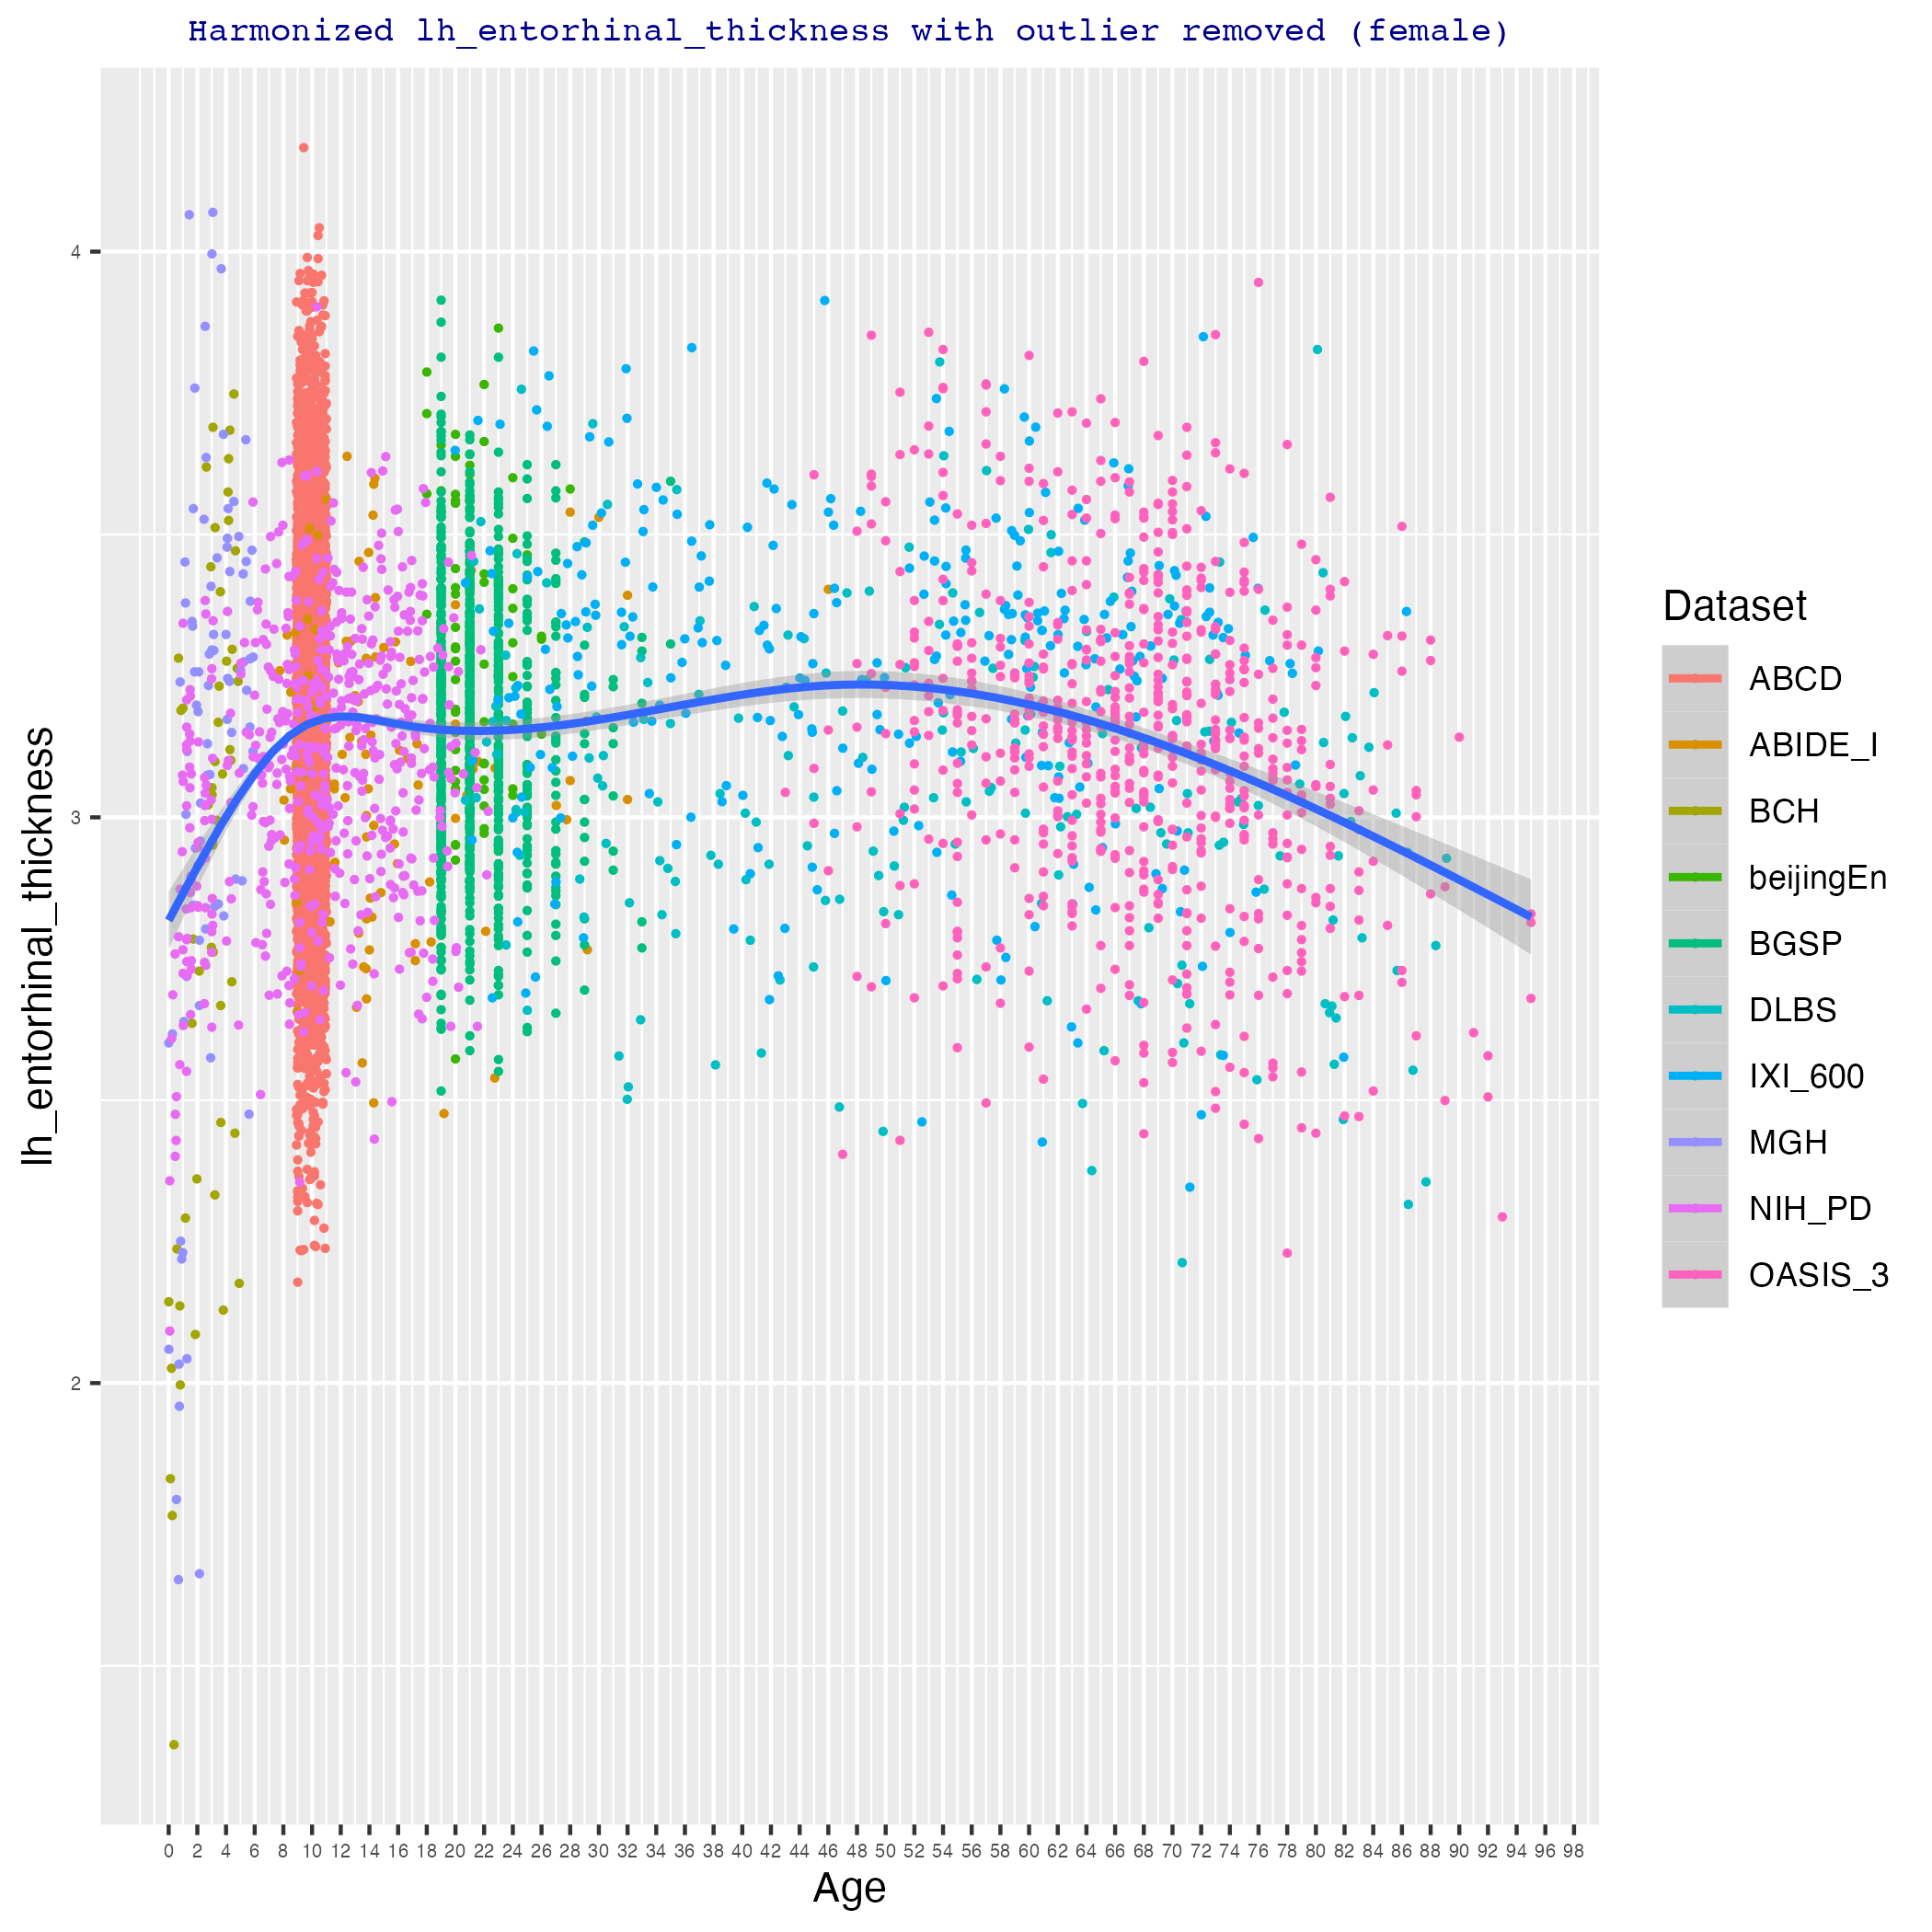 Harmonized lh_entorhinal_thickness with outlier removed (female)
lh_entorhinal_thickness
4
3
2
0 2 4 6 8 10 12 14 16 18 20 22 24 26 28 30 32 34 36 38 40 42 44 46 48 50 52 54 56 58 60 62 64 66 68 70 72 74 76 78 80 82 84 86 88 90 92 94 96 98
Age
Dataset
ABCD
ABIDE_I
BCH
beijingEn
BGSP
DLBS
IXI_600
MGH
NIH_PD
OASIS_3